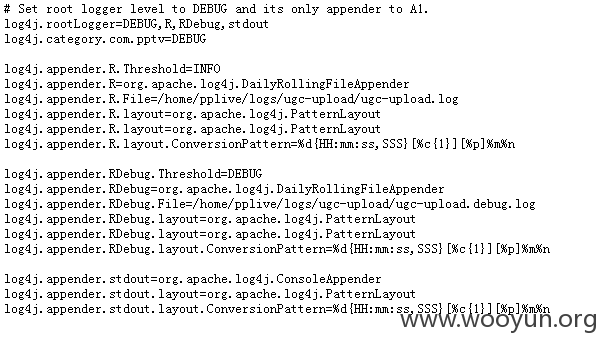 # Set root logger level to DEBUG and its only appender to A1.
log4j.rootLogger=DEBUG,R,RDebug,stdout
log4j.category.com.pptv=DEBUG
log4j.appender.R.Threshold=INFO
log4j.appender.R=org.apache.log4j.DailyRollingFileAppender
log4j.appender.R.File=/home/pplive/logs/ugc-upload/ugc-upload.log
log4j.appender.R.layout=org.apache.log4j.PatternLayout
log4j.appender.R.layout=org.apache.log4j.PatternLayout
log4j.appender.R.layout.ConversionPattern=%d{HH:mm:ss,SSS}[%c{1}][%p]%m%n
log4j.appender.RDebug.Threshold=DEBUG
log4j.appender.RDebug=org.apache.log4j.DailyRollingFileAppender
log4j.appender.RDebug.File=/home/pplive/logs/ugc-upload/ugc-upload.debug.log
log4j.appender.RDebug.layout=org.apache.log4j.PatternLayout
log4j.appender.RDebug.layout=org.apache.log4j.PatternLayout
log4j.appender.RDebug.layout.ConversionPattern=%d{HH:mm:ss,SSS}[%c{1}][%p]%m%n
log4j.appender.stdout=org.apache.log4j.ConsoleAppender
log4j.appender.stdout.layout=org.apache.log4j.PatternLayout
log4j.appender.stdout.layout.ConversionPattern=%d{HH:mm:ss,SSS}[%c{1}][%p]%m%n
www.wooyun.org